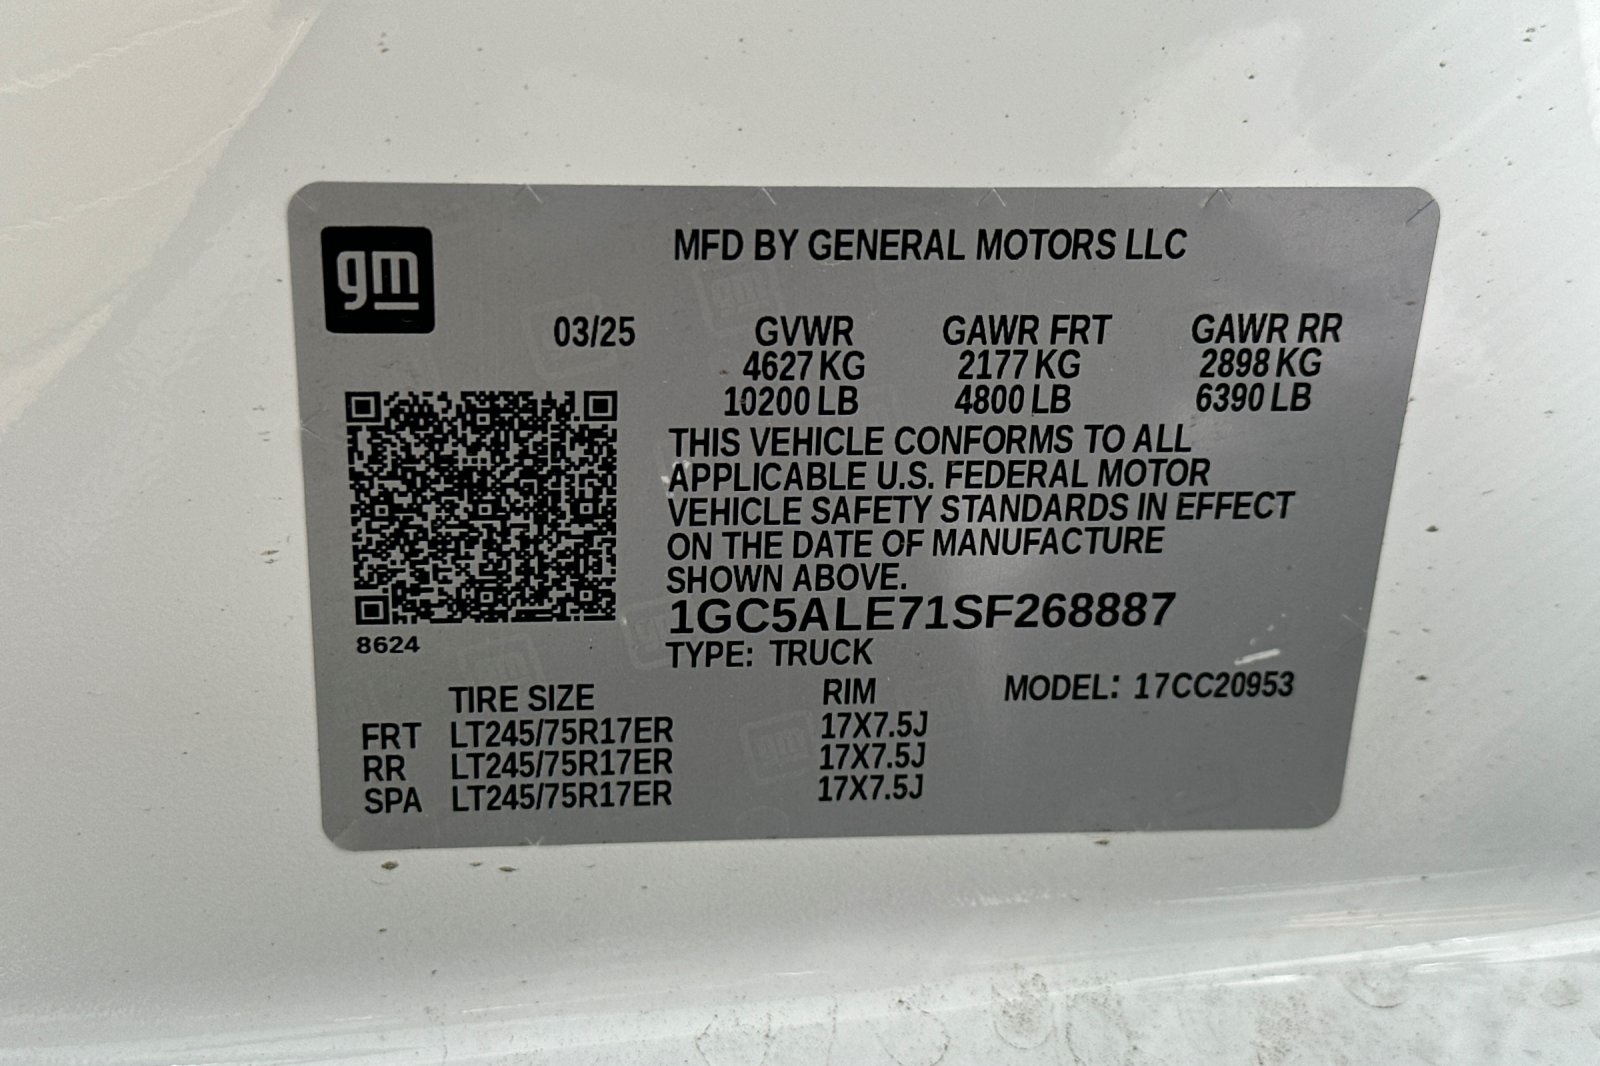 gm
MFD BY GENERAL MOTORS LLC
03/25 GVWR GAWR FRT GAWR RR
4627 KG 2177 KG 2898 KG
10200 LB 4800 LB 6390 LB
THIS VEHICLE CONFORMS TO ALL
APPLICABLE U.S. FEDERAL MOTOR
VEHICLE SAFETY STANDARDS IN EFFECT
ON THE DATE OF MANUFACTURE
SHOWN ABOVE.
1GC5ALE71SF268887
8624
TYPE: TRUCK
TIRE SIZE RIM MODEL: 17CC20953
FRT LT245/75R17ER 17X7.5J
RR LT245/75R17ER 17X7.5J
SPA LT245/75R17ER 17X7.5J